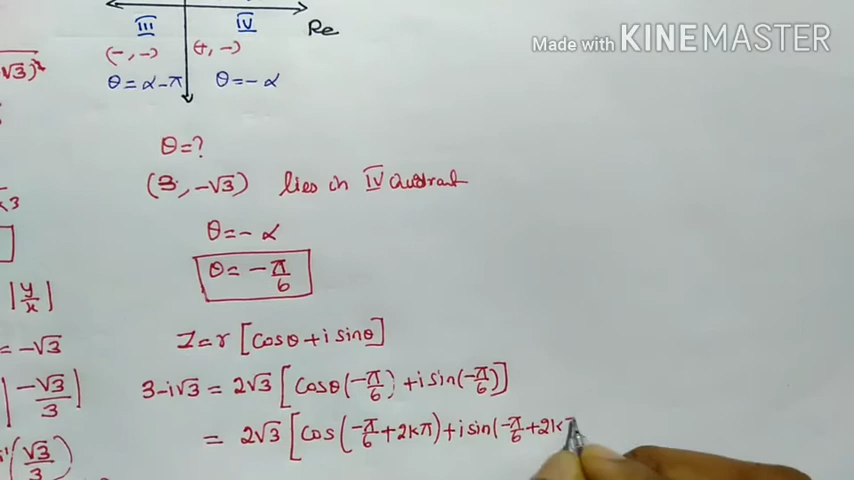 III IV
Re
Made with KINEMASTER
(-, -) (+, -)
θ = α - π θ = - α
√3)²
θ = ?
(3, -√3) lies in IV Quadrant
×3
θ = - α
θ = - π/6
|y/x|
Z = r [cosθ + i sinθ]
= -√3
3 - i√3 = 2√3 [cosθ(-π/6) + i sin(-π/6)]
|-√3/3|
= 2√3 [cos(-π/6 + 2kπ) + i sin(-π/6 + 2k
(√3/3)